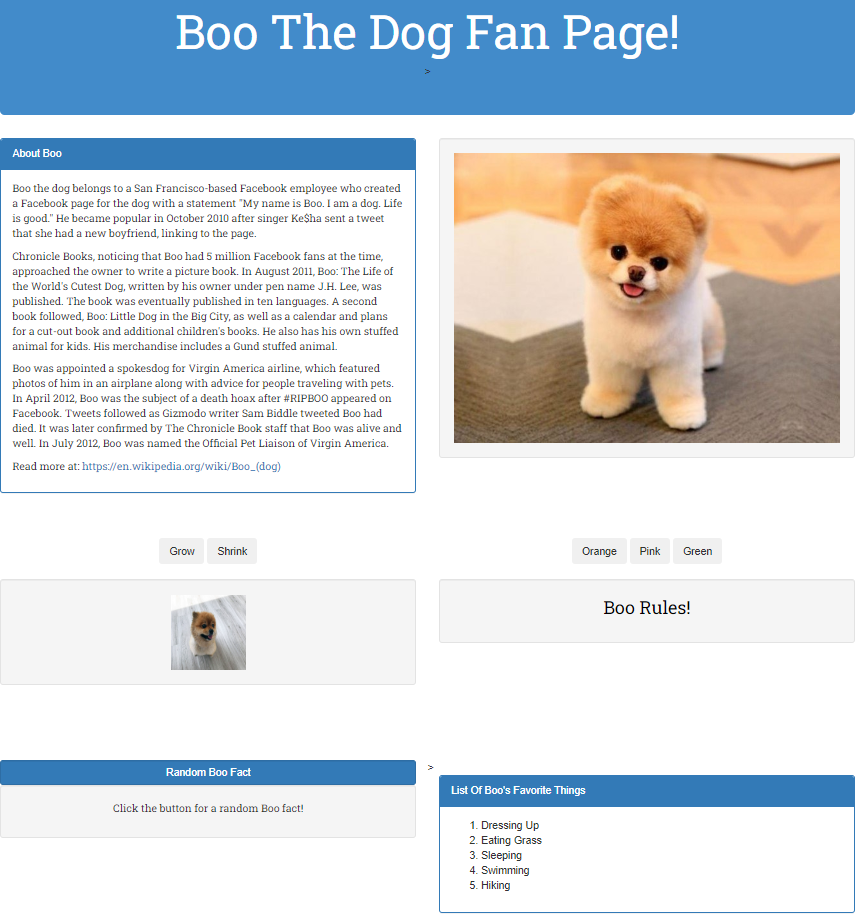 Boo The Dog Fan Page!
>
About Boo
Boo the dog belongs to a San Francisco-based Facebook employee who created
a Facebook page for the dog with a statement "My name is Boo. I am a dog. Life
is good." He became popular in October 2010 after singer Ke$ha sent a tweet
that she had a new boyfriend, linking to the page.
Chronicle Books, noticing that Boo had 5 million Facebook fans at the time,
approached the owner to write a picture book. In August 2011, Boo: The Life of
the World's Cutest Dog, written by his owner under pen name J.H. Lee, was
published. The book was eventually published in ten languages. A second
book followed, Boo: Little Dog in the Big City, as well as a calendar and plans
for a cut-out book and additional children's books. He also has his own stuffed
animal for kids. His merchandise includes a Gund stuffed animal.
Boo was appointed a spokesdog for Virgin America airline, which featured
photos of him in an airplane along with advice for people traveling with pets.
In April 2012, Boo was the subject of a death hoax after #RIPBOO appeared on
Facebook. Tweets followed as Gizmodo writer Sam Biddle tweeted Boo had
died. It was later confirmed by The Chronicle Book staff that Boo was alive and
well. In July 2012, Boo was named the Official Pet Liaison of Virgin America.
Read more at: https://en.wikipedia.org/wiki/Boo_(dog)
Grow Shrink
Orange Pink Green
Boo Rules!
Random Boo Fact
Click the button for a random Boo fact!
>
List Of Boo's Favorite Things
1. Dressing Up
2. Eating Grass
3. Sleeping
4. Swimming
5. Hiking